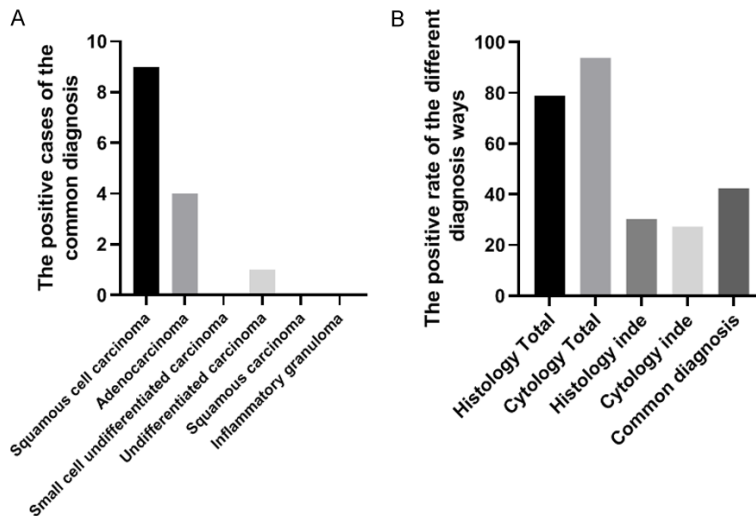 A
The positive cases of the
common diagnosis
10
8
6
4
2
0
Squamous cell carcinoma
Adenocarcinoma
Small cell undifferentiated carcinoma
Undifferentiated carcinoma
Squamous carcinoma
Inflammatory granuloma
B
The positive rate of the different
diagnosis ways
100
80
60
40
20
0
Histology Total
Cytology Total
Histology inde
Cytology inde
Common diagnosis